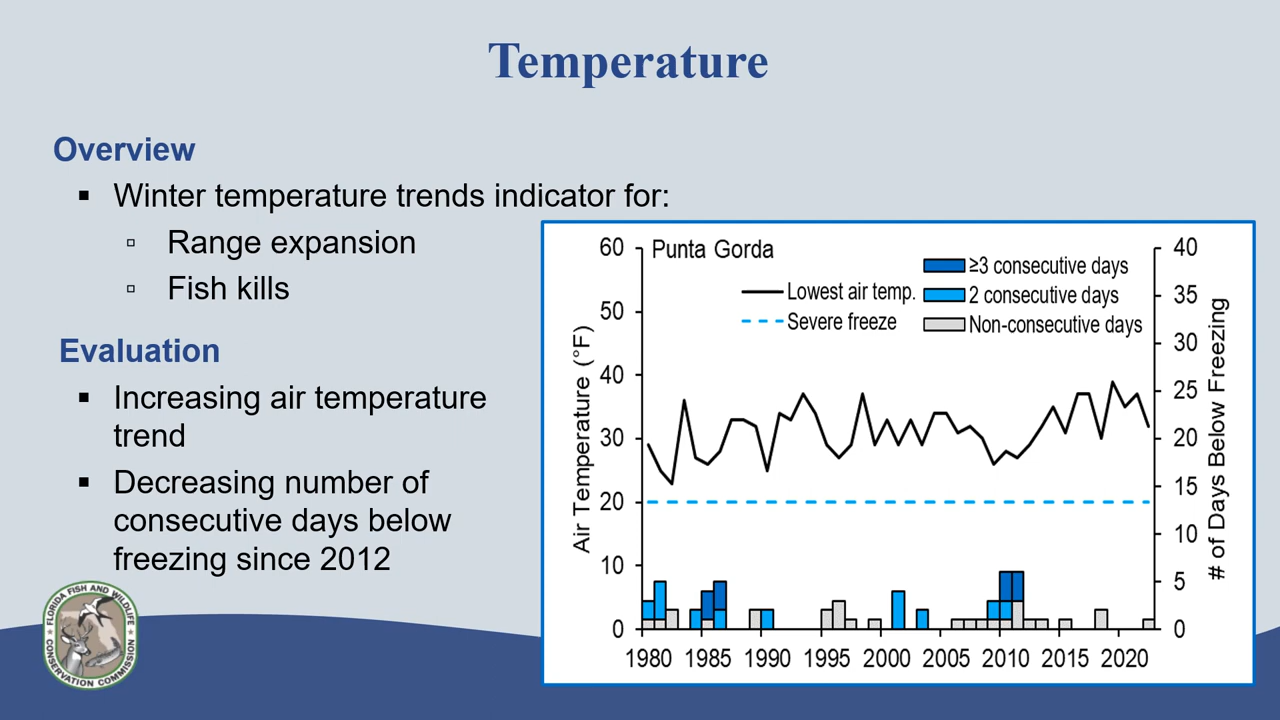 Temperature
Overview
▪ Winter temperature trends indicator for:
▫ Range expansion
▫ Fish kills
Evaluation
▪ Increasing air temperature
trend
▪ Decreasing number of
consecutive days below
freezing since 2012
FLORIDA FISH AND WILDLIFE
CONSERVATION COMMISSION
Punta Gorda
Lowest air temp.
Severe freeze
≥3 consecutive days
2 consecutive days
Non-consecutive days
Air Temperature (°F)
60
50
40
30
20
10
0
40
35
30
25
20
15
10
5
0
# of Days Below Freezing
1980 1985 1990 1995 2000 2005 2010 2015 2020